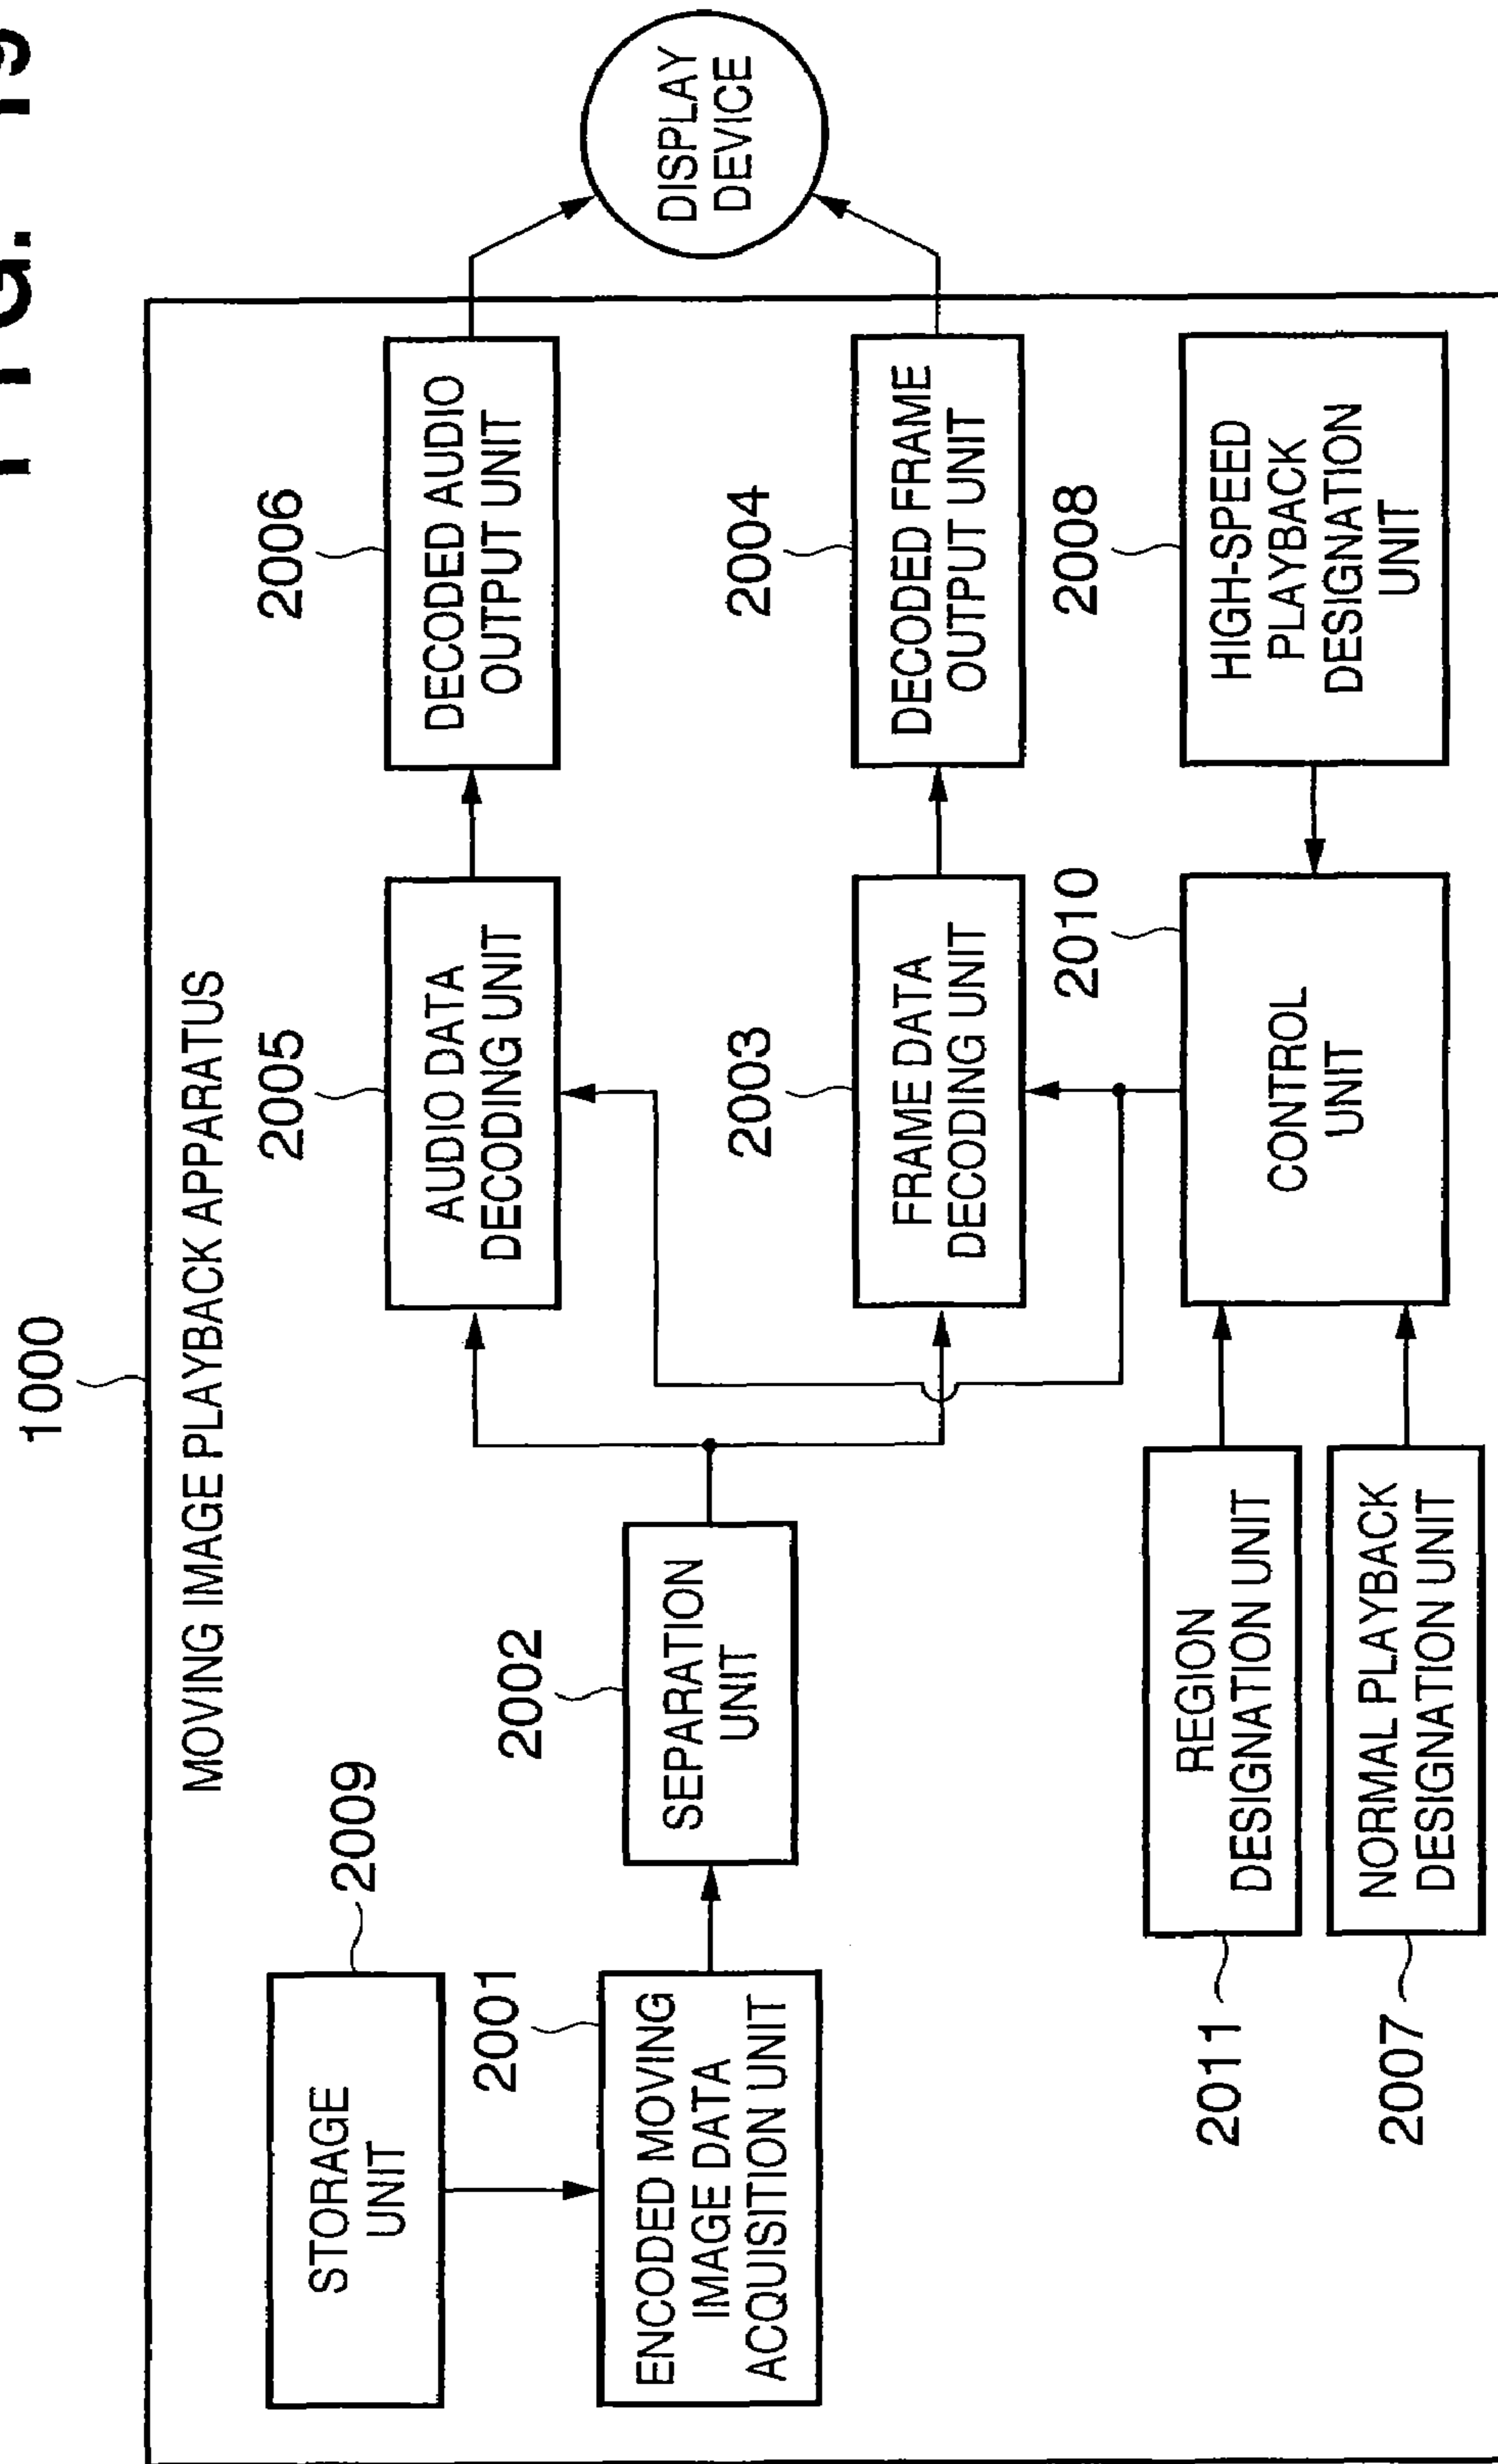 1000
MOVING IMAGE PLAYBACK APPARATUS
2009
STORAGE
UNIT
2001
ENCODED MOVING
IMAGE DATA
ACQUISITION UNIT
2002
SEPARATION
UNIT
2005
AUDIO DATA
DECODING UNIT
2006
DECODED AUDIO
OUTPUT UNIT
DISPLAY
DEVICE
2003
FRAME DATA
DECODING UNIT
2004
DECODED FRAME
OUTPUT UNIT
2011
REGION
DESIGNATION UNIT
2007
NORMAL PLAYBACK
DESIGNATION UNIT
2010
CONTROL
UNIT
2008
HIGH-SPEED
PLAYBACK
DESIGNATION
UNIT